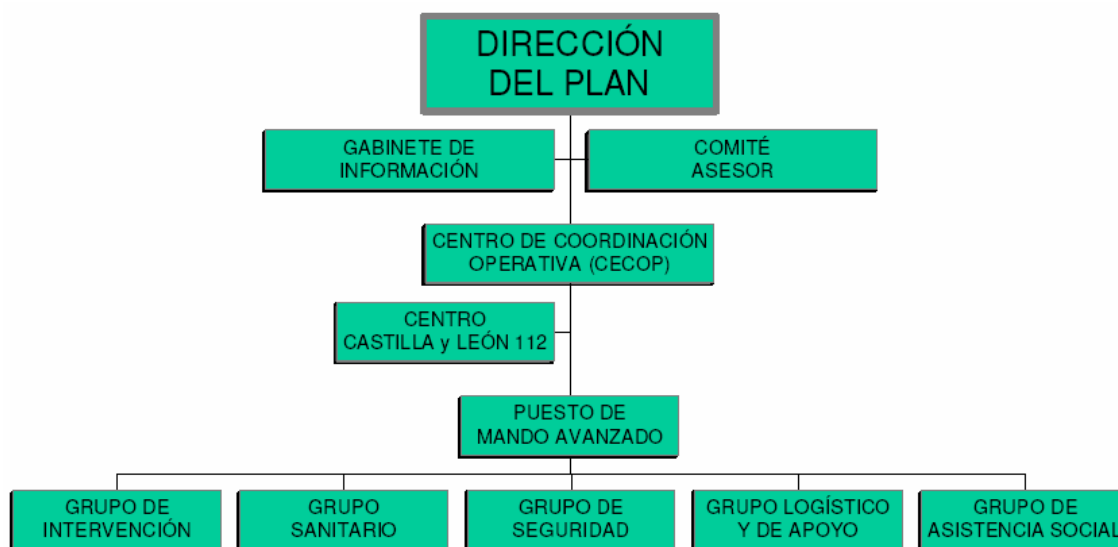 DIRECCIÓN
DEL PLAN
GABINETE DE
INFORMACIÓN
COMITÉ
ASESOR
CENTRO DE COORDINACIÓN
OPERATIVA (CECOP)
CENTRO
CASTILLA y LEÓN 112
PUESTO DE
MANDO AVANZADO
GRUPO DE
INTERVENCIÓN
GRUPO
SANITARIO
GRUPO DE
SEGURIDAD
GRUPO LOGÍSTICO
Y DE APOYO
GRUPO DE
ASISTENCIA SOCIAL